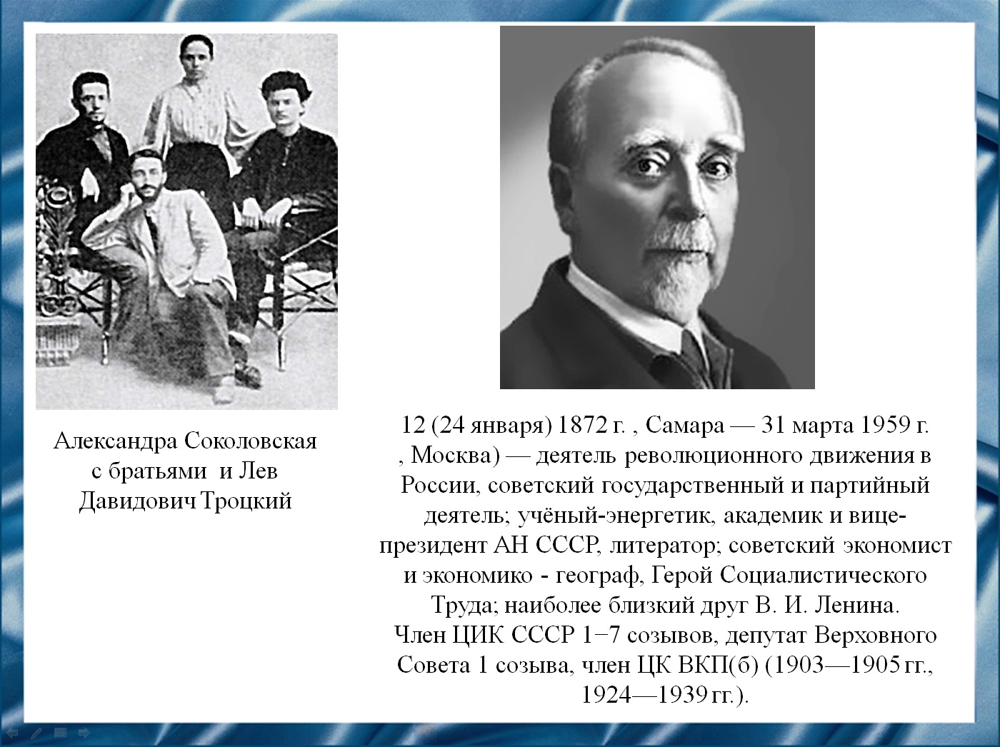 Александра Соколовская
с братьями  и Лев
Давидович Троцкий
12 (24 января) 1872 г. , Самара — 31 марта 1959 г.
, Москва) — деятель революционного движения в
России, советский государственный и партийный
деятель; учёный-энергетик, академик и вице-
президент АН СССР, литератор; советский экономист
и экономико - географ, Герой Социалистического
Труда; наиболее близкий друг В. И. Ленина.
Член ЦИК СССР 1−7 созывов, депутат Верховного
Совета 1 созыва, член ЦК ВКП(б) (1903—1905 гг.,
1924—1939 гг.).